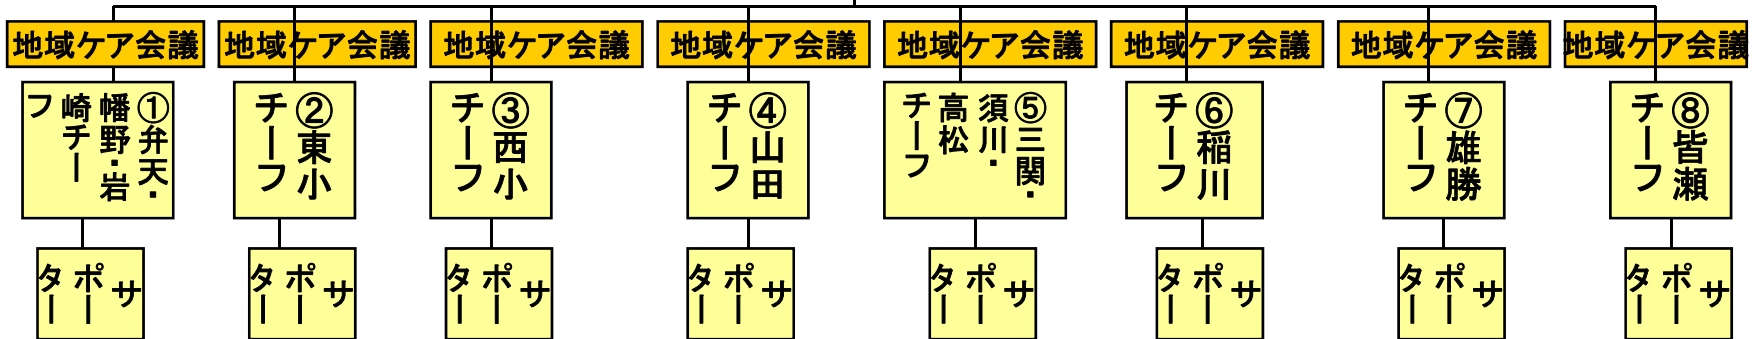 地域ケア会議
地域ケア会議
地域ケア会議
地域ケア会議
地域ケア会議
地域ケア会議
地域ケア会議
地域ケア会議
①弁天・
幡野・岩
崎チー
フ
②東小
チーフ
③西小
チーフ
④山田
チーフ
⑤三関・
須川・
高松
チーフ
⑥稲川
チーフ
⑦雄勝
チーフ
⑧皆瀬
チーフ
サ
ポー
ター
サ
ポー
ター
サ
ポー
ター
サ
ポー
ター
サ
ポー
ター
サ
ポー
ター
サ
ポー
ター
サ
ポー
ター